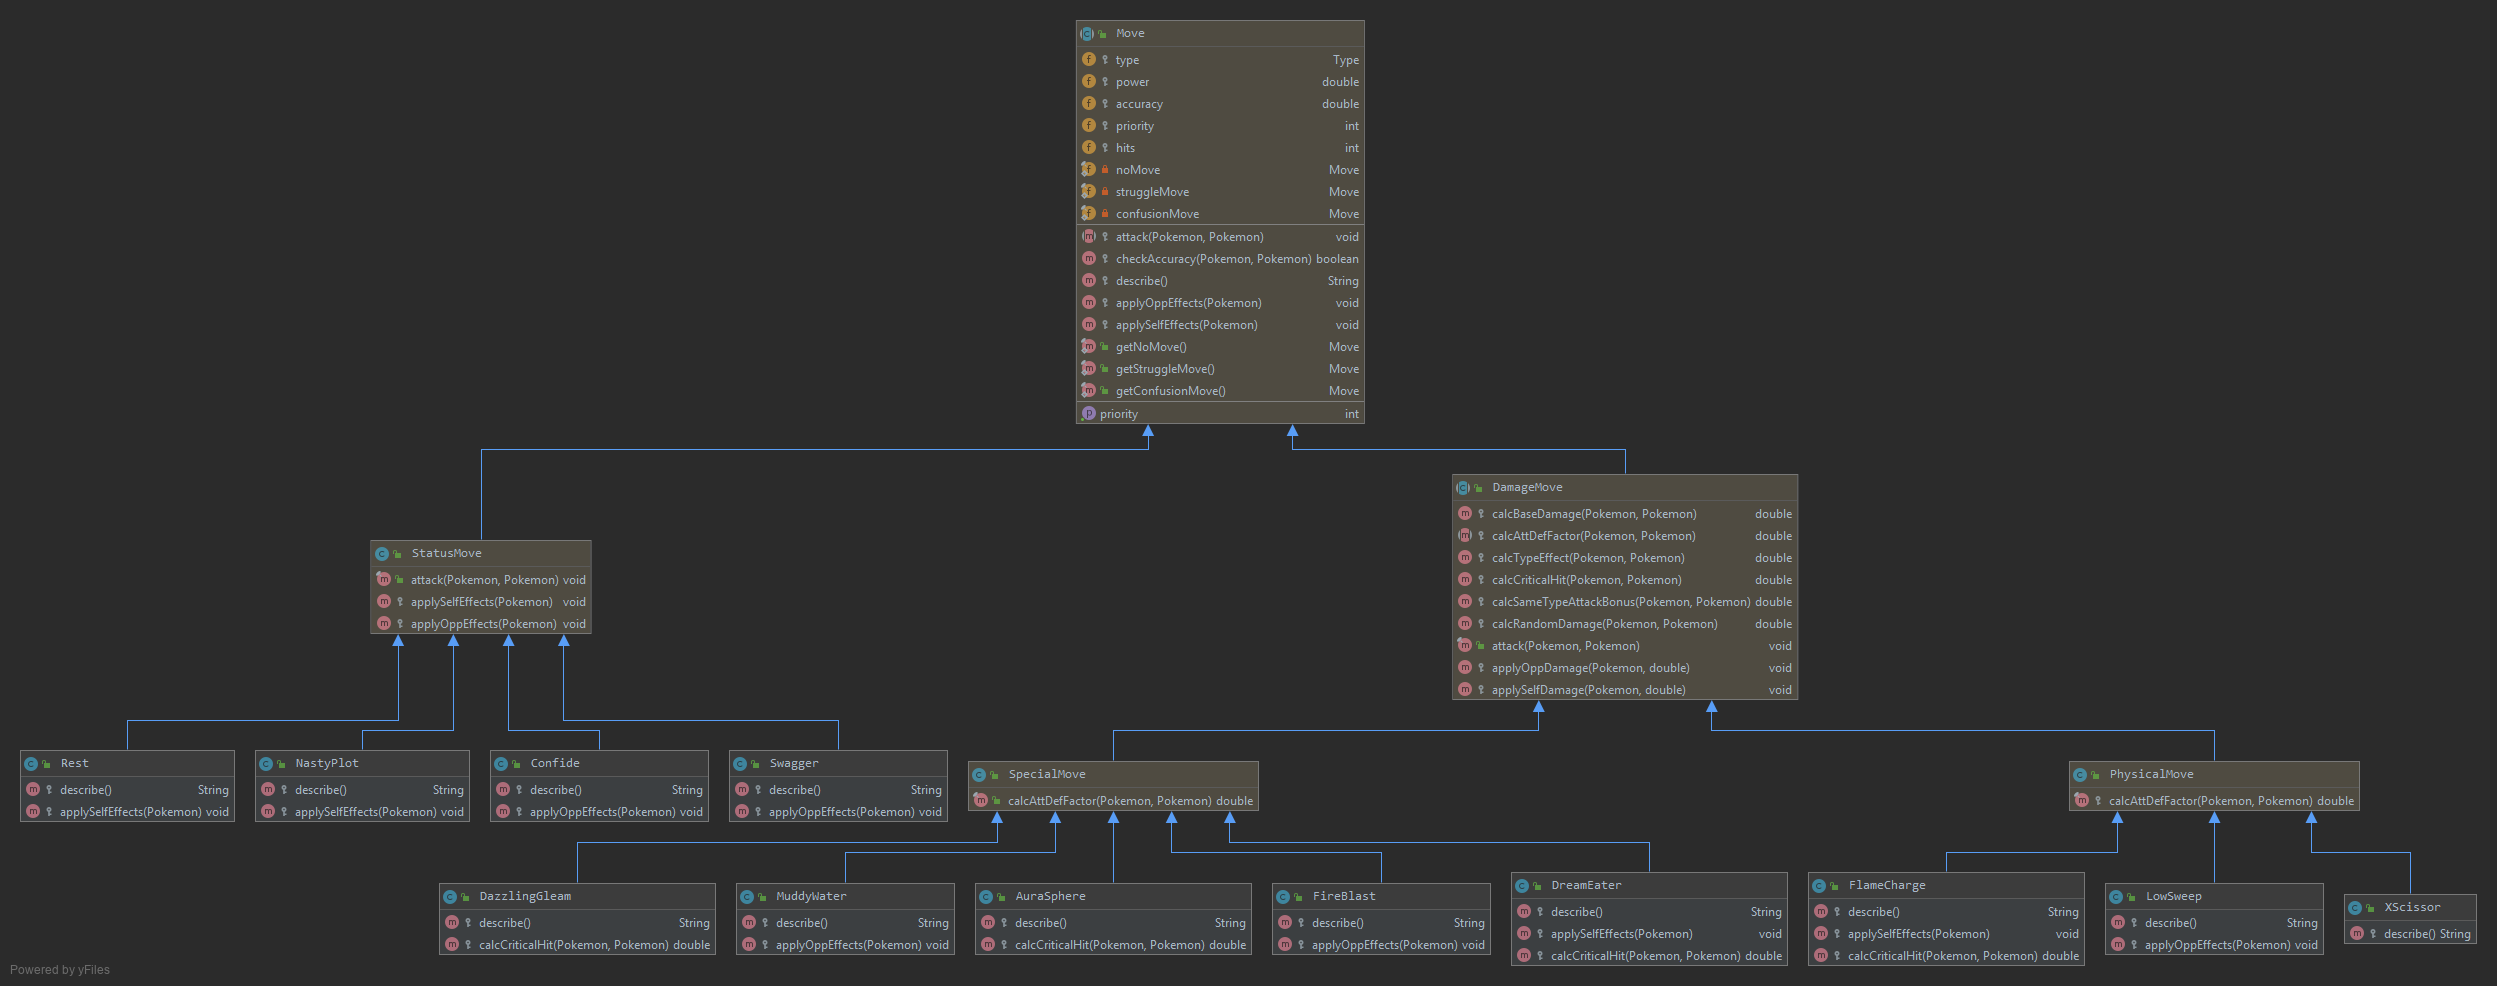 Move
type Type
power double
accuracy double
priority int
hits int
noMove Move
struggleMove Move
confusionMove Move
attack(Pokemon, Pokemon) void
checkAccuracy(Pokemon, Pokemon) boolean
describe() String
applyOppEffects(Pokemon) void
applySelfEffects(Pokemon) void
getNoMove() Move
getStruggleMove() Move
getConfusionMove() Move
priority int
DamageMove
calcBaseDamage(Pokemon, Pokemon) double
calcAttDefFactor(Pokemon, Pokemon) double
calcTypeEffect(Pokemon, Pokemon) double
calcCriticalHit(Pokemon, Pokemon) double
calcSameTypeAttackBonus(Pokemon, Pokemon) double
calcRandomDamage(Pokemon, Pokemon) double
attack(Pokemon, Pokemon) void
applyOppDamage(Pokemon, double) void
applySelfDamage(Pokemon, double) void
StatusMove
attack(Pokemon, Pokemon) void
applySelfEffects(Pokemon) void
applyOppEffects(Pokemon) void
Rest
describe() String
applySelfEffects(Pokemon) void
NastyPlot
describe() String
applySelfEffects(Pokemon) void
Confide
describe() String
applyOppEffects(Pokemon) void
Swagger
describe() String
applyOppEffects(Pokemon) void
SpecialMove
calcAttDefFactor(Pokemon, Pokemon) double
PhysicalMove
calcAttDefFactor(Pokemon, Pokemon) double
DazzlingGleam
describe() String
calcCriticalHit(Pokemon, Pokemon) double
MuddyWater
describe() String
applyOppEffects(Pokemon) void
AuraSphere
describe() String
calcCriticalHit(Pokemon, Pokemon) double
FireBlast
describe() String
applyOppEffects(Pokemon) void
DreamEater
describe() String
applySelfEffects(Pokemon) void
calcCriticalHit(Pokemon, Pokemon) double
FlameCharge
describe() String
applySelfEffects(Pokemon) void
calcCriticalHit(Pokemon, Pokemon) double
LowSweep
describe() String
applyOppEffects(Pokemon) void
XScissor
describe() String
Powered by yFiles